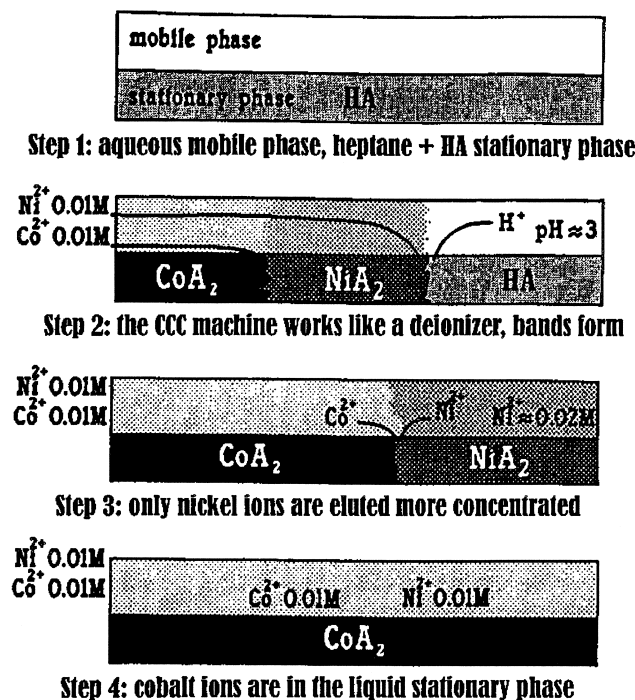 mobile phase
stationary phase HA
Step 1: aqueous mobile phase, heptane + HA stationary phase
Ni2+ 0.01M
Co2+ 0.01M
H+ pH≈3
CoA2 NiA2 HA
Step 2: the CCC machine works like a deionizer, bands form
Ni2+ 0.01M
Co2+ 0.01M
Co2+ Ni2+ Ni2+≈0.02M
CoA2 NiA2
Step 3: only nickel ions are eluted more concentrated
Ni2+ 0.01M
Co2+ 0.01M
Co2+ 0.01M Ni2+ 0.01M
CoA2
Step 4: cobalt ions are in the liquid stationary phase